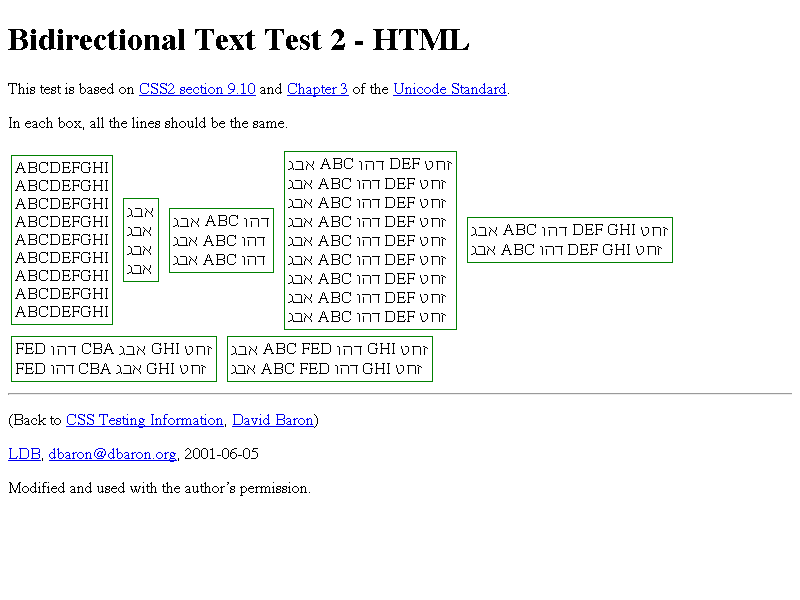 Bidirectional Text Test 2 - HTML
This test is based on CSS2 section 9.10 and Chapter 3 of the Unicode Standard.
In each box, all the lines should be the same.
ABCDEFGHI
ABCDEFGHI
ABCDEFGHI
ABCDEFGHI
ABCDEFGHI
ABCDEFGHI
ABCDEFGHI
ABCDEFGHI
ABCDEFGHI
אבג
אבג
אבג
אבג
אבג ABC דהו
אבג ABC דהו
אבג ABC דהו
אבג ABC דהו DEF זחט
אבג ABC דהו DEF זחט
אבג ABC דהו DEF זחט
אבג ABC דהו DEF זחט
אבג ABC דהו DEF זחט
אבג ABC דהו DEF זחט
אבג ABC דהו DEF זחט
אבג ABC דהו DEF זחט
אבג ABC דהו DEF זחט
אבג ABC דהו DEF GHI זחט
אבג ABC דהו DEF GHI זחט
FED דהו CBA אבג GHI זחט
FED דהו CBA אבג GHI זחט
אבג ABC FED דהו GHI זחט
אבג ABC FED דהו GHI זחט
(Back to CSS Testing Information, David Baron)
LDB, dbaron@dbaron.org, 2001-06-05
Modified and used with the author's permission.